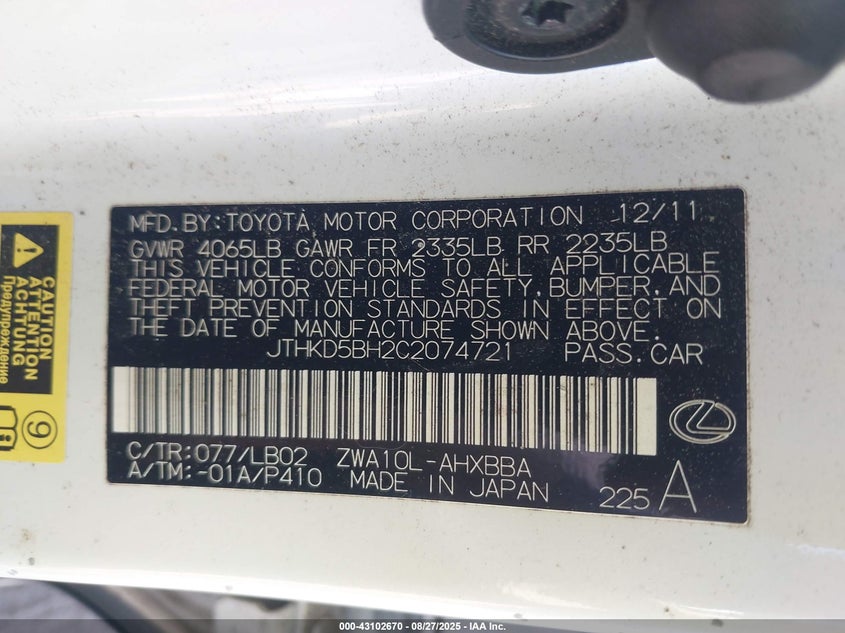 MFD.BY:TOYOTA MOTOR CORPORATION 12/11
GVWR 4065LB GAWR FR 2335LB RR 2235LB
THIS VEHICLE CONFORMS TO ALL APPLICABLE
FEDERAL MOTOR VEHICLE SAFETY,BUMPER,AND
THEFT PREVENTION STANDARDS IN EFFECT ON
THE DATE OF MANUFACTURE SHOWN ABOVE.
JTHKD5BH2C2074721 PASS.CAR
C/TR:077/LB02 ZWA10L-AHXBBA
A/TM:-01A/P410 MADE IN JAPAN
225 A
CAUTION
ATTENTION
ACHTUNG
Предупреждение
9
000-43102670 - 08/27/2025 - IAA Inc.